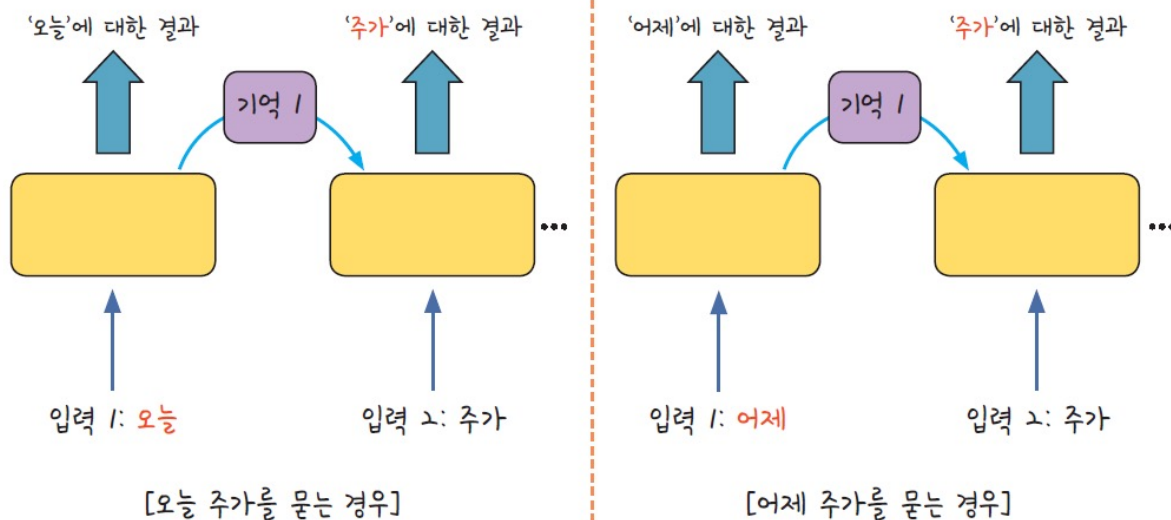 '오늘'에 대한 결과
'주가'에 대한 결과
기억 1
...
입력 1: 오늘
입력 2: 주가
[오늘 주가를 묻는 경우]
'어제'에 대한 결과
'주가'에 대한 결과
기억 1
...
입력 1: 어제
입력 2: 주가
[어제 주가를 묻는 경우]